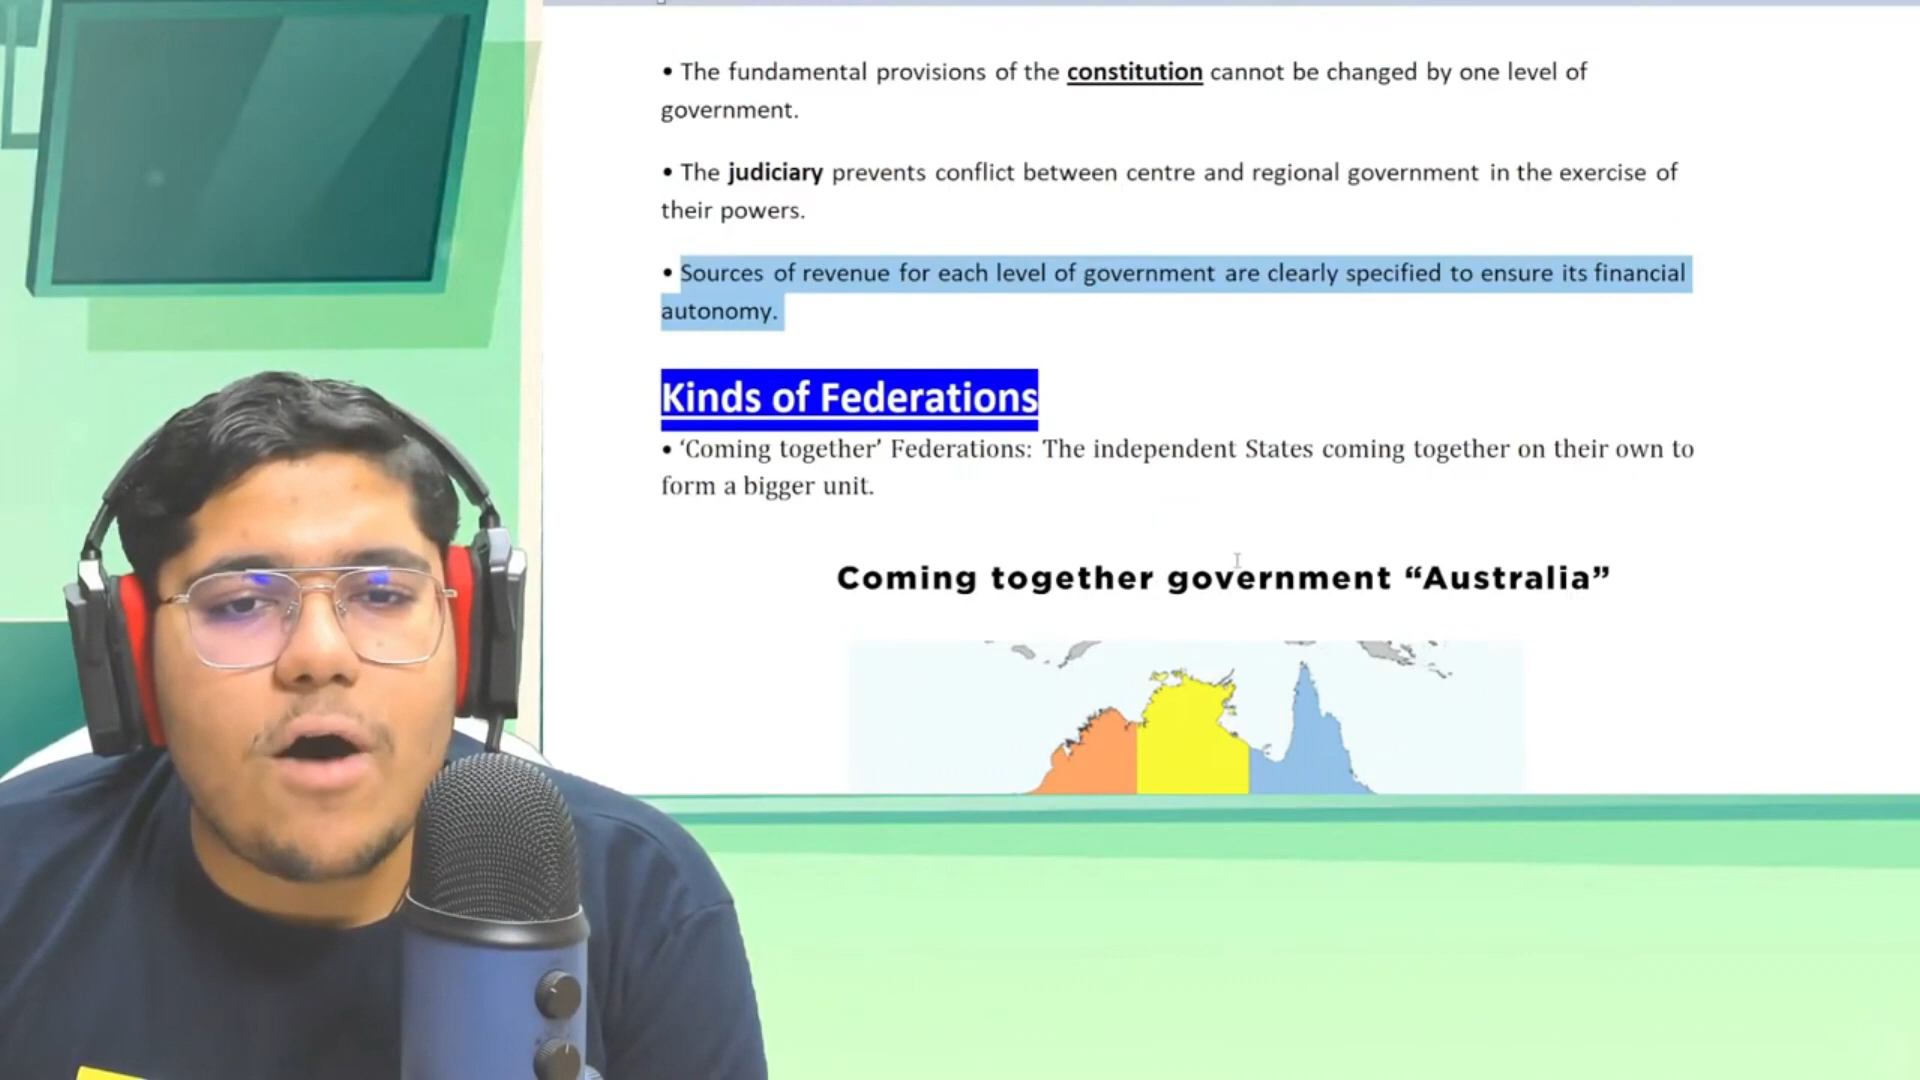 • The fundamental provisions of the constitution cannot be changed by one level of
government.
• The judiciary prevents conflict between centre and regional government in the exercise of
their powers.
• Sources of revenue for each level of government are clearly specified to ensure its financial
autonomy.
Kinds of Federations
• ‘Coming together’ Federations: The independent States coming together on their own to
form a bigger unit.
Coming together government “Australia”